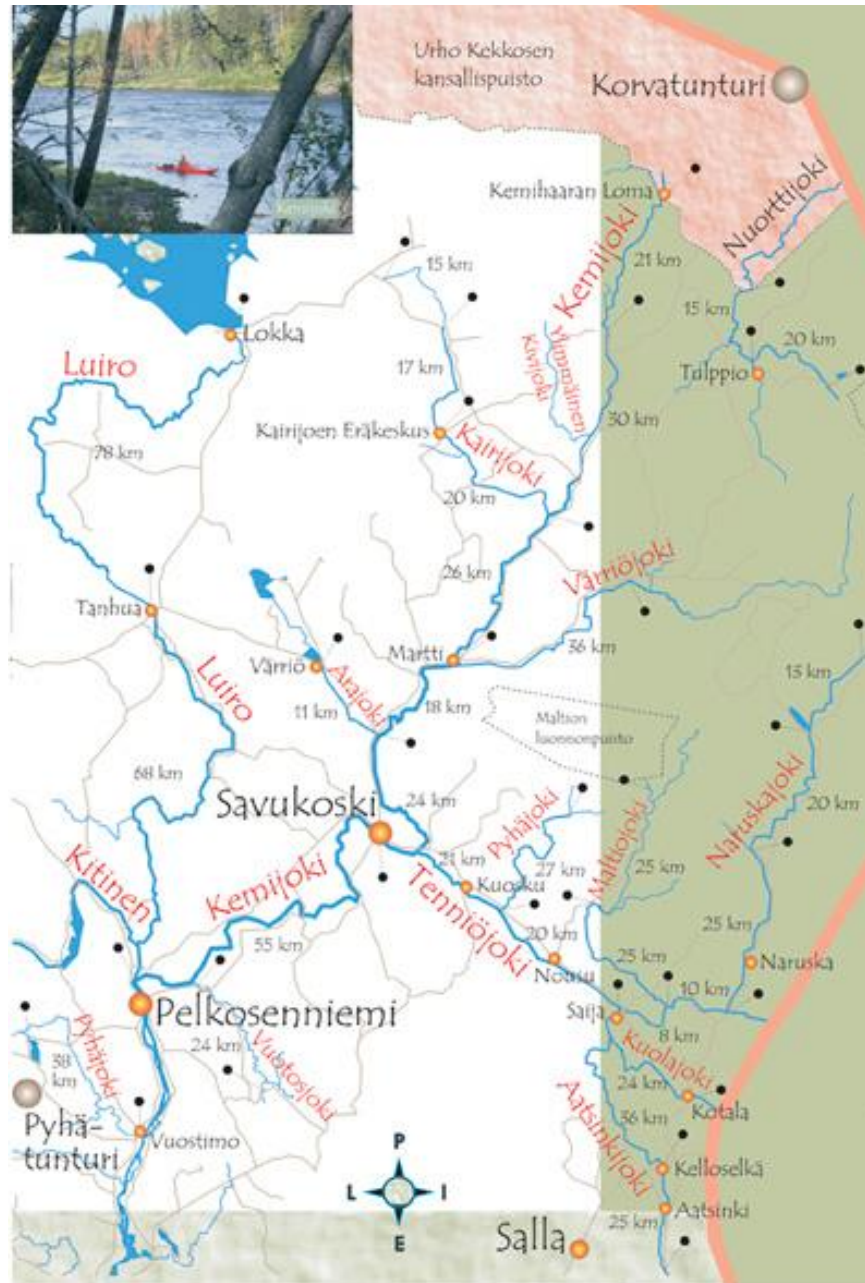 Urho Kekkosen
kansallispuisto
Korvatunturi
Kemijoki
Kemihaaran Loma
Nuorttijoki
21 km
Kemijoki
15 km
15 km
20 km
Tulppio
Lokka
Luiro
Ylimmäinen
Kivijoki
17 km
30 km
Kairijoen Eräkeskus
Kairijoki
78 km
20 km
26 km
Värriöjoki
Tanhua
Martti
36 km
Värriö
Arajoki
11 km
18 km
Luiro
15 km
Maltion
luonnonpuisto
68 km
24 km
20 km
Savukoski
Pyhäjoki
Maltiojoki
Naruskajoki
21 km
27 km
25 km
Kuosku
Kitinen
Kemijoki
Tenniöjoki
55 km
20 km
25 km
25 km
Nousu
Naruska
10 km
Pelkosenniemi
Saija
8 km
Pyhäjoki
24 km
Vuotosjoki
Kuolajoki
38
km
24 km
Kotala
Aatsinkijoki
36 km
Pyhä-
tunturi
Vuostimo
P
L
I
E
Kelloselkä
Aatsinki
25 km
Salla